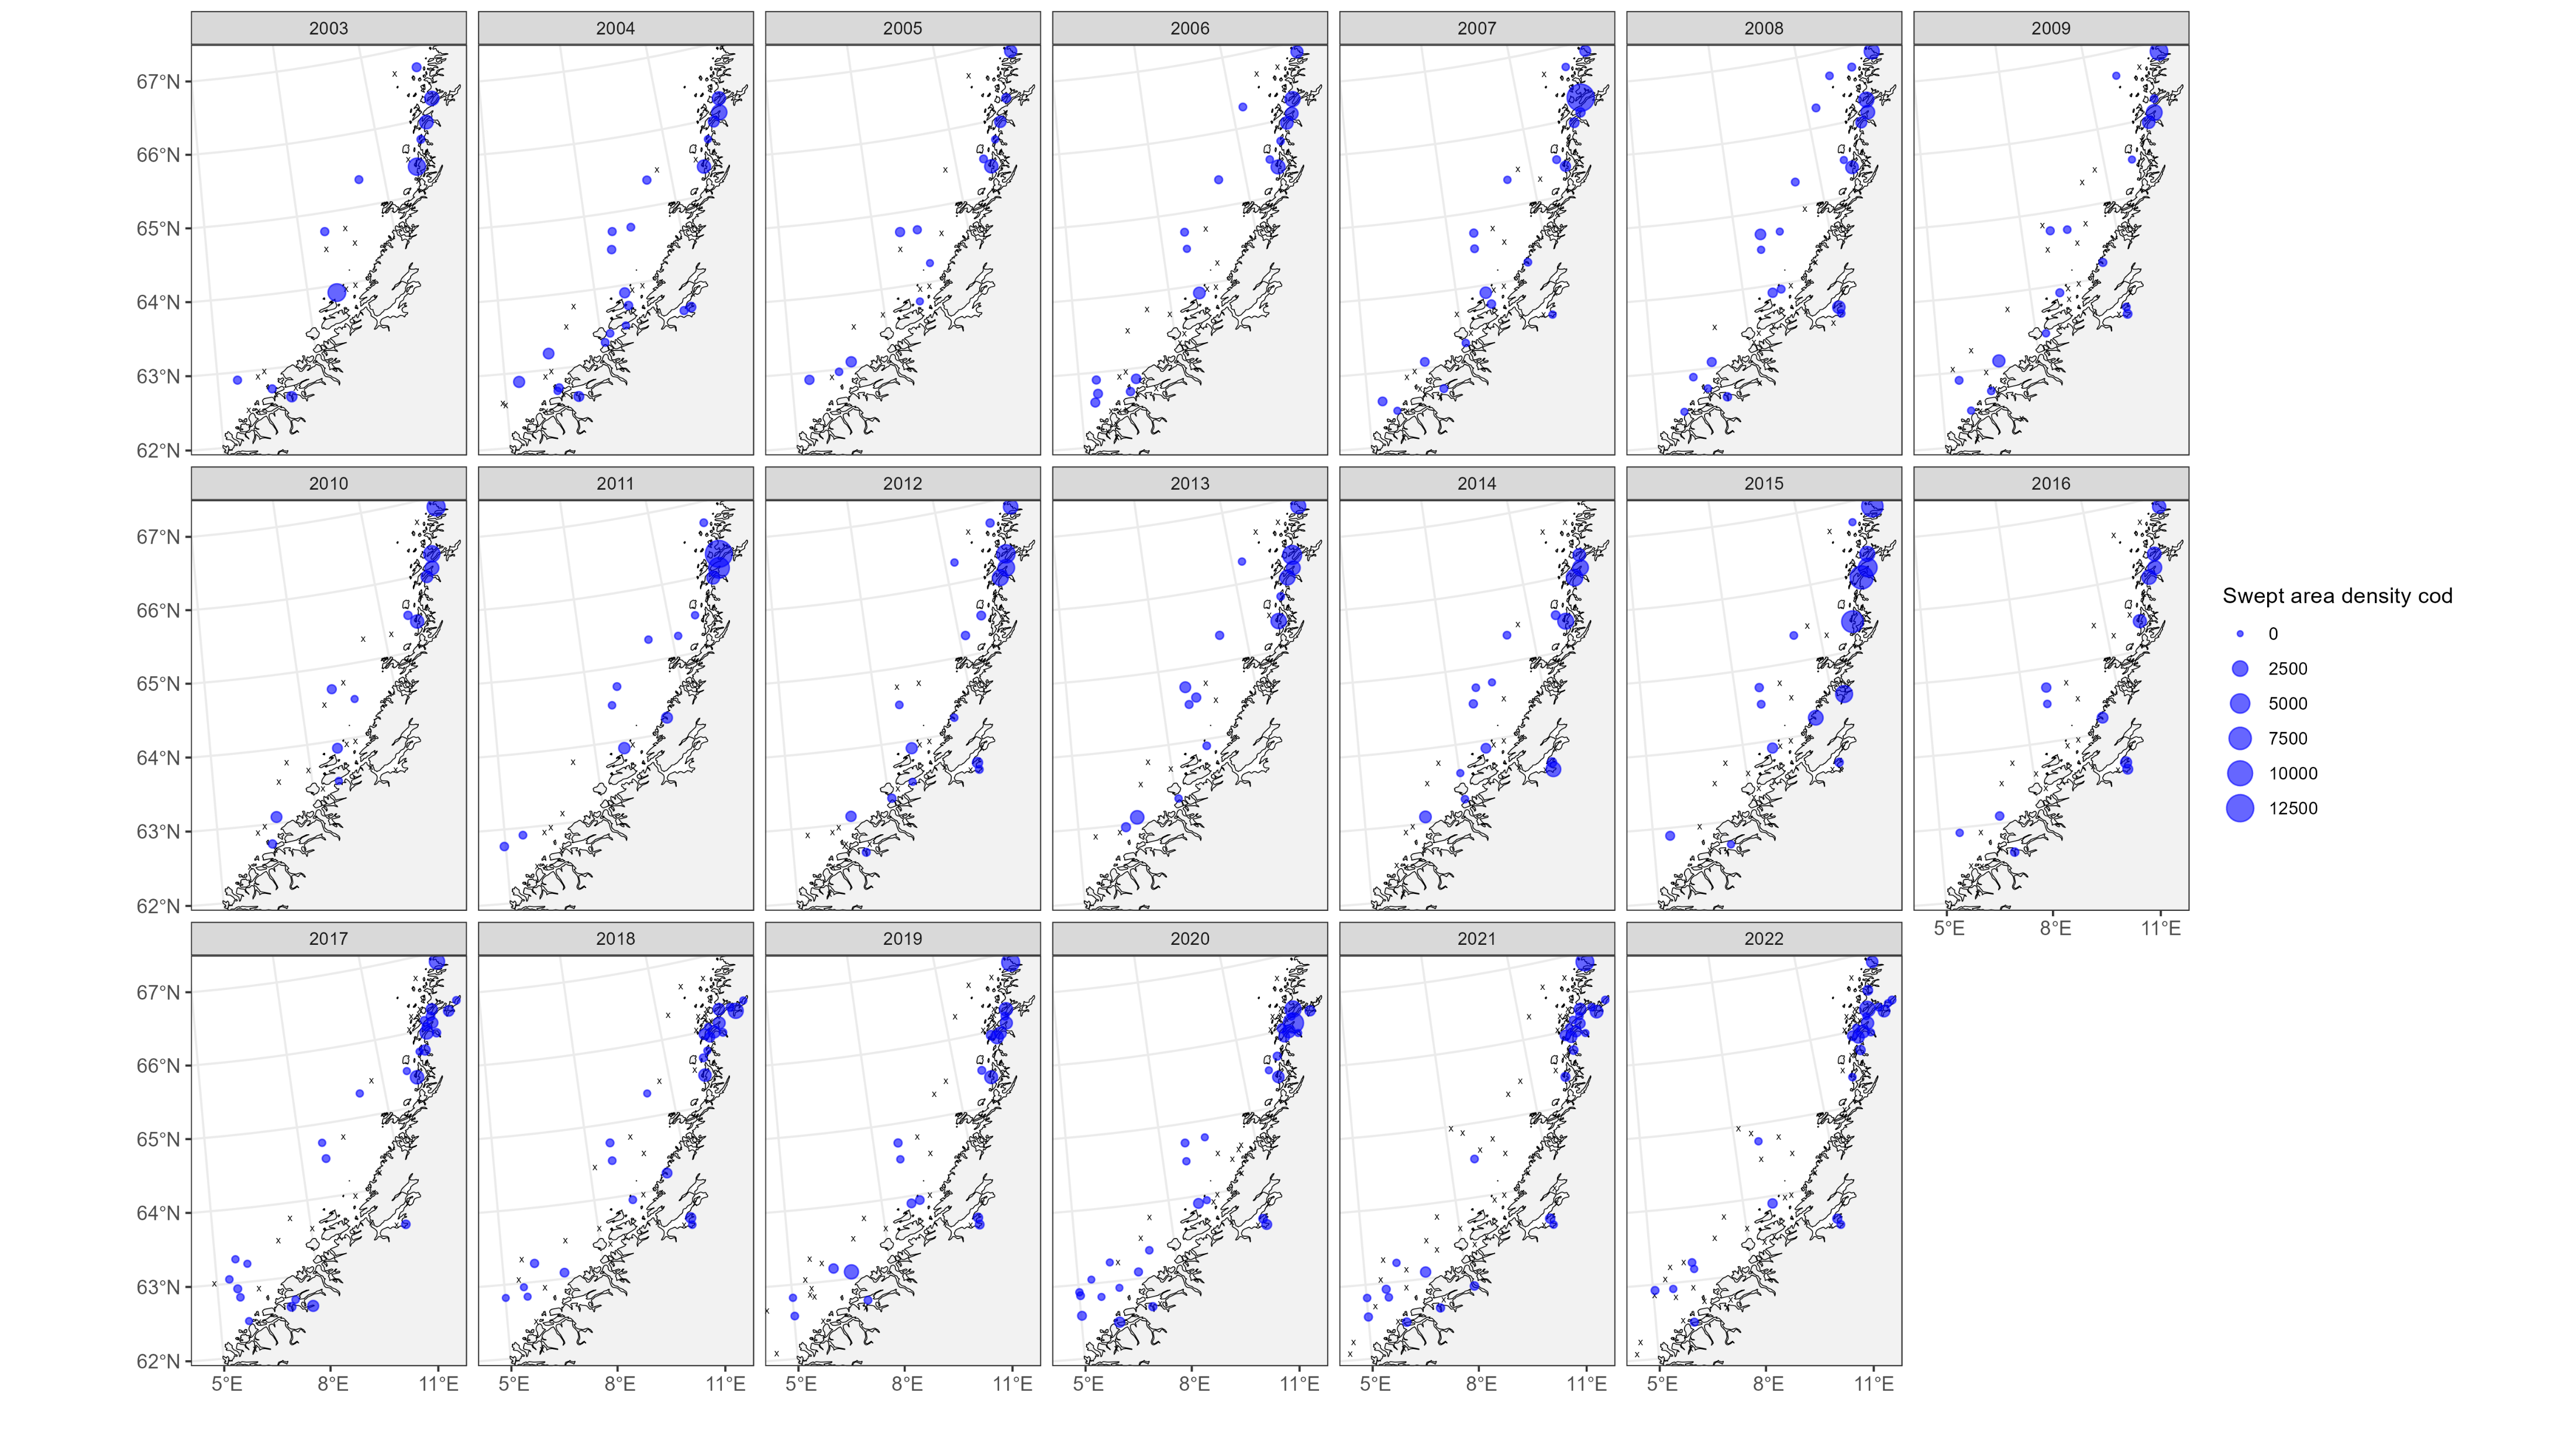 2003 2004 2005 2006 2007 2008 2009
67°N
66°N
65°N
64°N
63°N
62°N
2010 2011 2012 2013 2014 2015 2016
67°N
66°N
65°N
64°N
63°N
62°N
5°E 8°E 11°E
Swept area density cod
0
2500
5000
7500
10000
12500
2017 2018 2019 2020 2021 2022
67°N
66°N
65°N
64°N
63°N
62°N
5°E 8°E 11°E 5°E 8°E 11°E 5°E 8°E 11°E 5°E 8°E 11°E 5°E 8°E 11°E 5°E 8°E 11°E